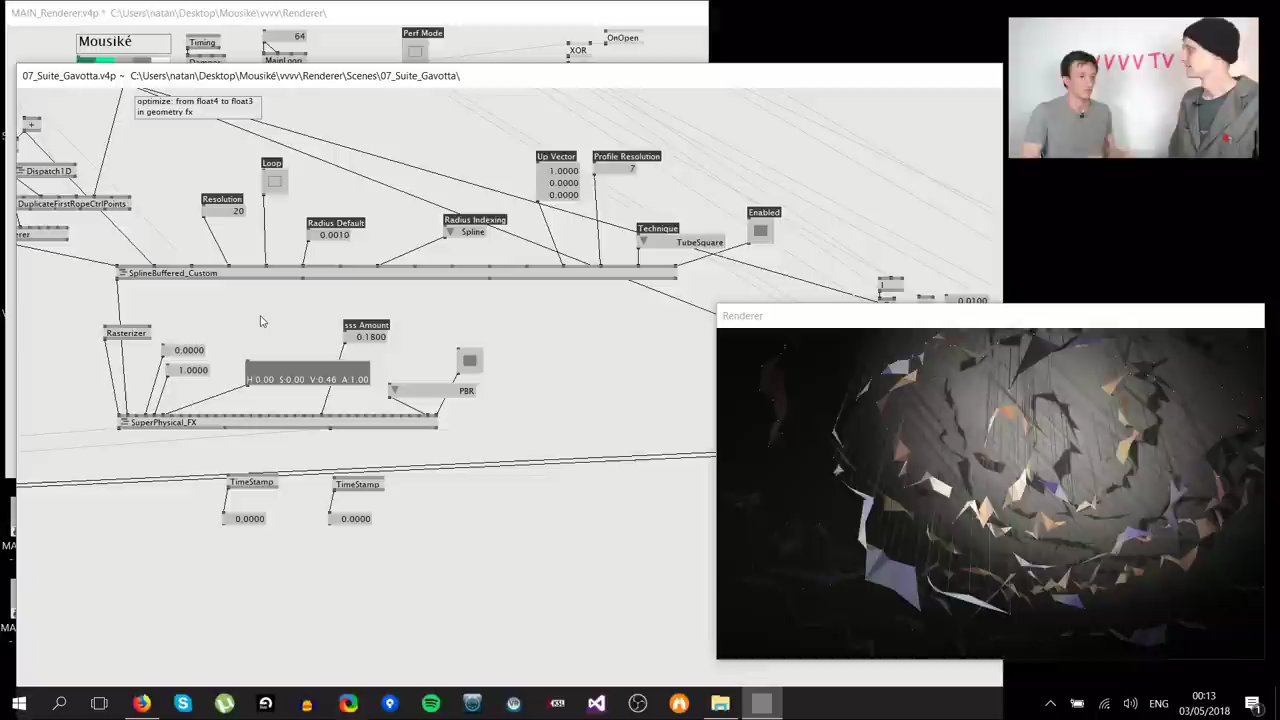 MAIN_Renderer.v4p * C:\Users\natan\Desktop\Mousiké\vvvv\Renderer\
Mousiké
Timing
64
MainLoop
Perf Mode
XOR
OnOpen
VVVV TV
07_Suite_Gavotta.v4p ~ C:\Users\natan\Desktop\Mousiké\vvvv\Renderer\Scenes\07_Suite_Gavotta\
optimize: from float4 to float3
in geometry fx
+
Dispatch1D
DuplicateFirstRopeCtrlPoints
Loop
Resolution
20
Radius Default
0.0010
Radius Indexing
Spline
Up Vector
1.0000
0.0000
0.0000
Profile Resolution
7
Technique
TubeSquare
Enabled
SplineBuffered_Custom
0.0100
Rasterizer
0.0000
1.0000
H 0.00 S:0.00 V:0.46 A:1.00
sss Amount
0.1800
PBR
SuperPhysical_FX
TimeStamp
TimeStamp
0.0000
0.0000
Renderer
ENG
00:13
03/05/2018